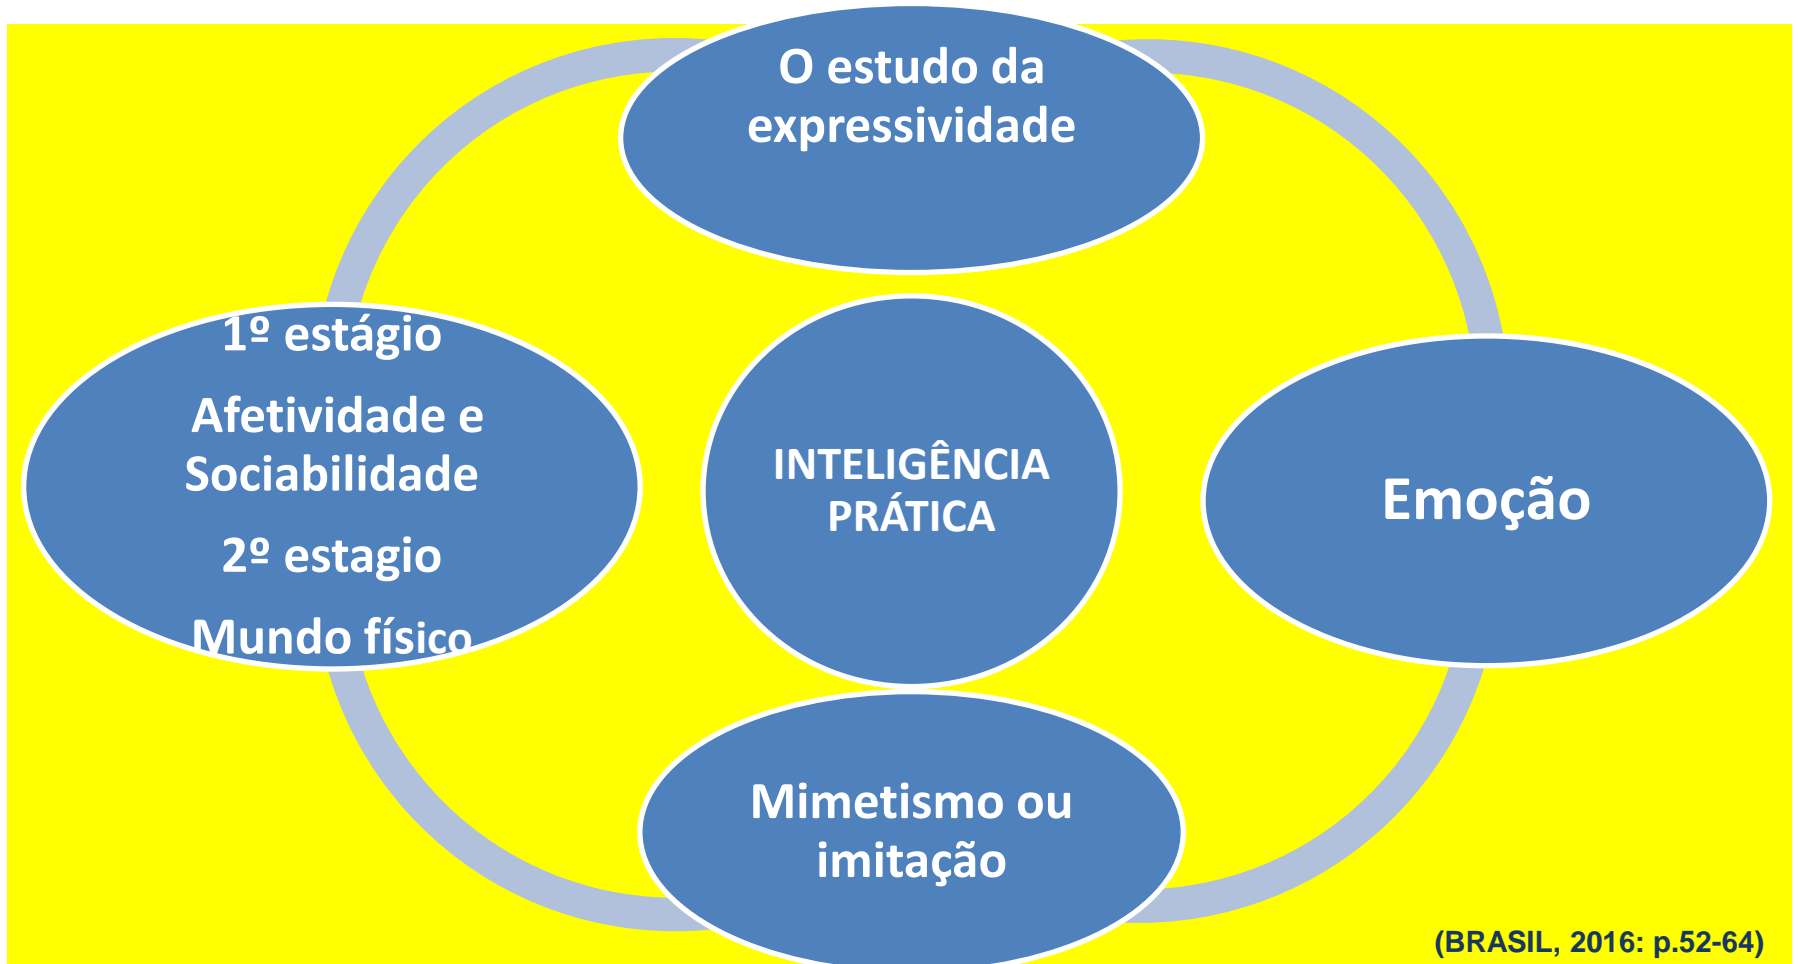 O estudo da
expressividade
1º estágio
Afetividade e
Sociabilidade
2º estagio
Mundo físico
INTELIGÊNCIA
PRÁTICA
Emoção
Mimetismo ou
imitação
(BRASIL, 2016: p.52-64)